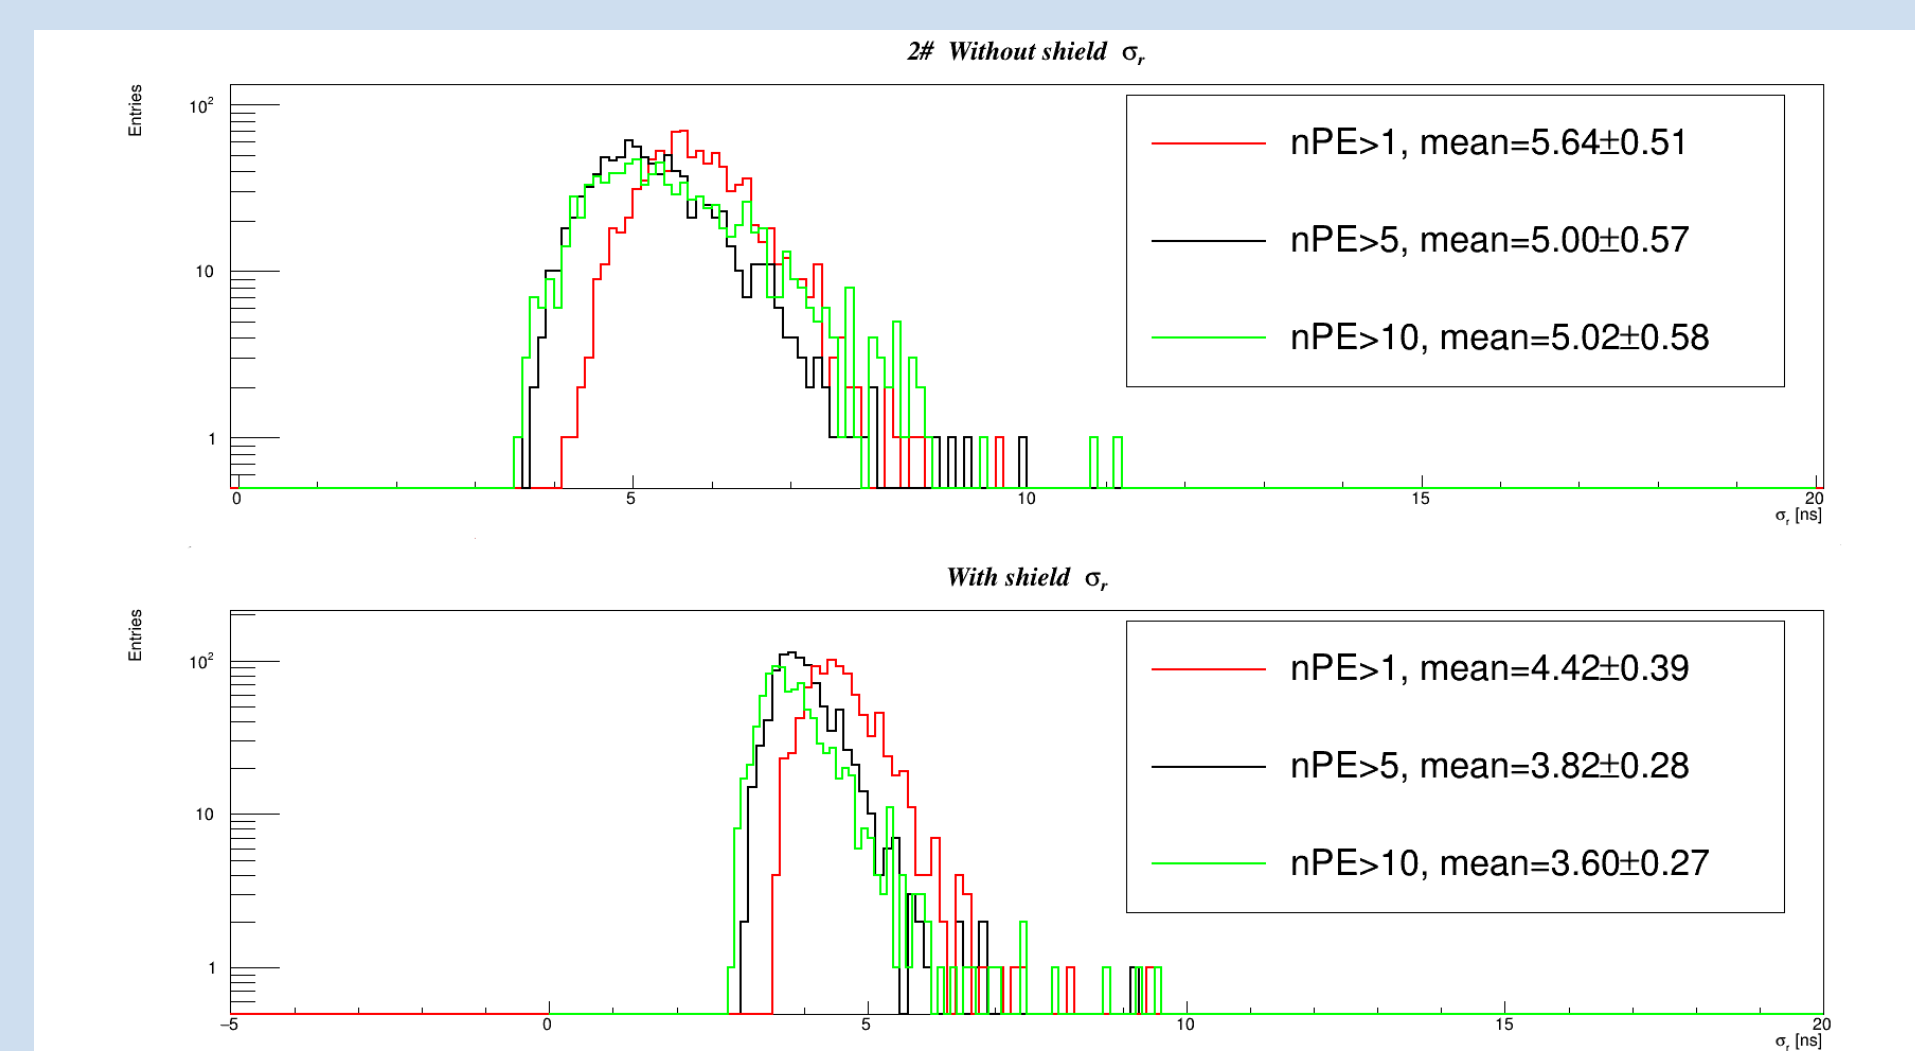 2# Without shield σr
Entries
10²
10
1
nPE>1, mean=5.64±0.51
nPE>5, mean=5.00±0.57
nPE>10, mean=5.02±0.58
0 5 10 15 20
σr [ns]
With shield σr
Entries
10²
10
1
nPE>1, mean=4.42±0.39
nPE>5, mean=3.82±0.28
nPE>10, mean=3.60±0.27
−5 0 5 10 15 20
σr [ns]